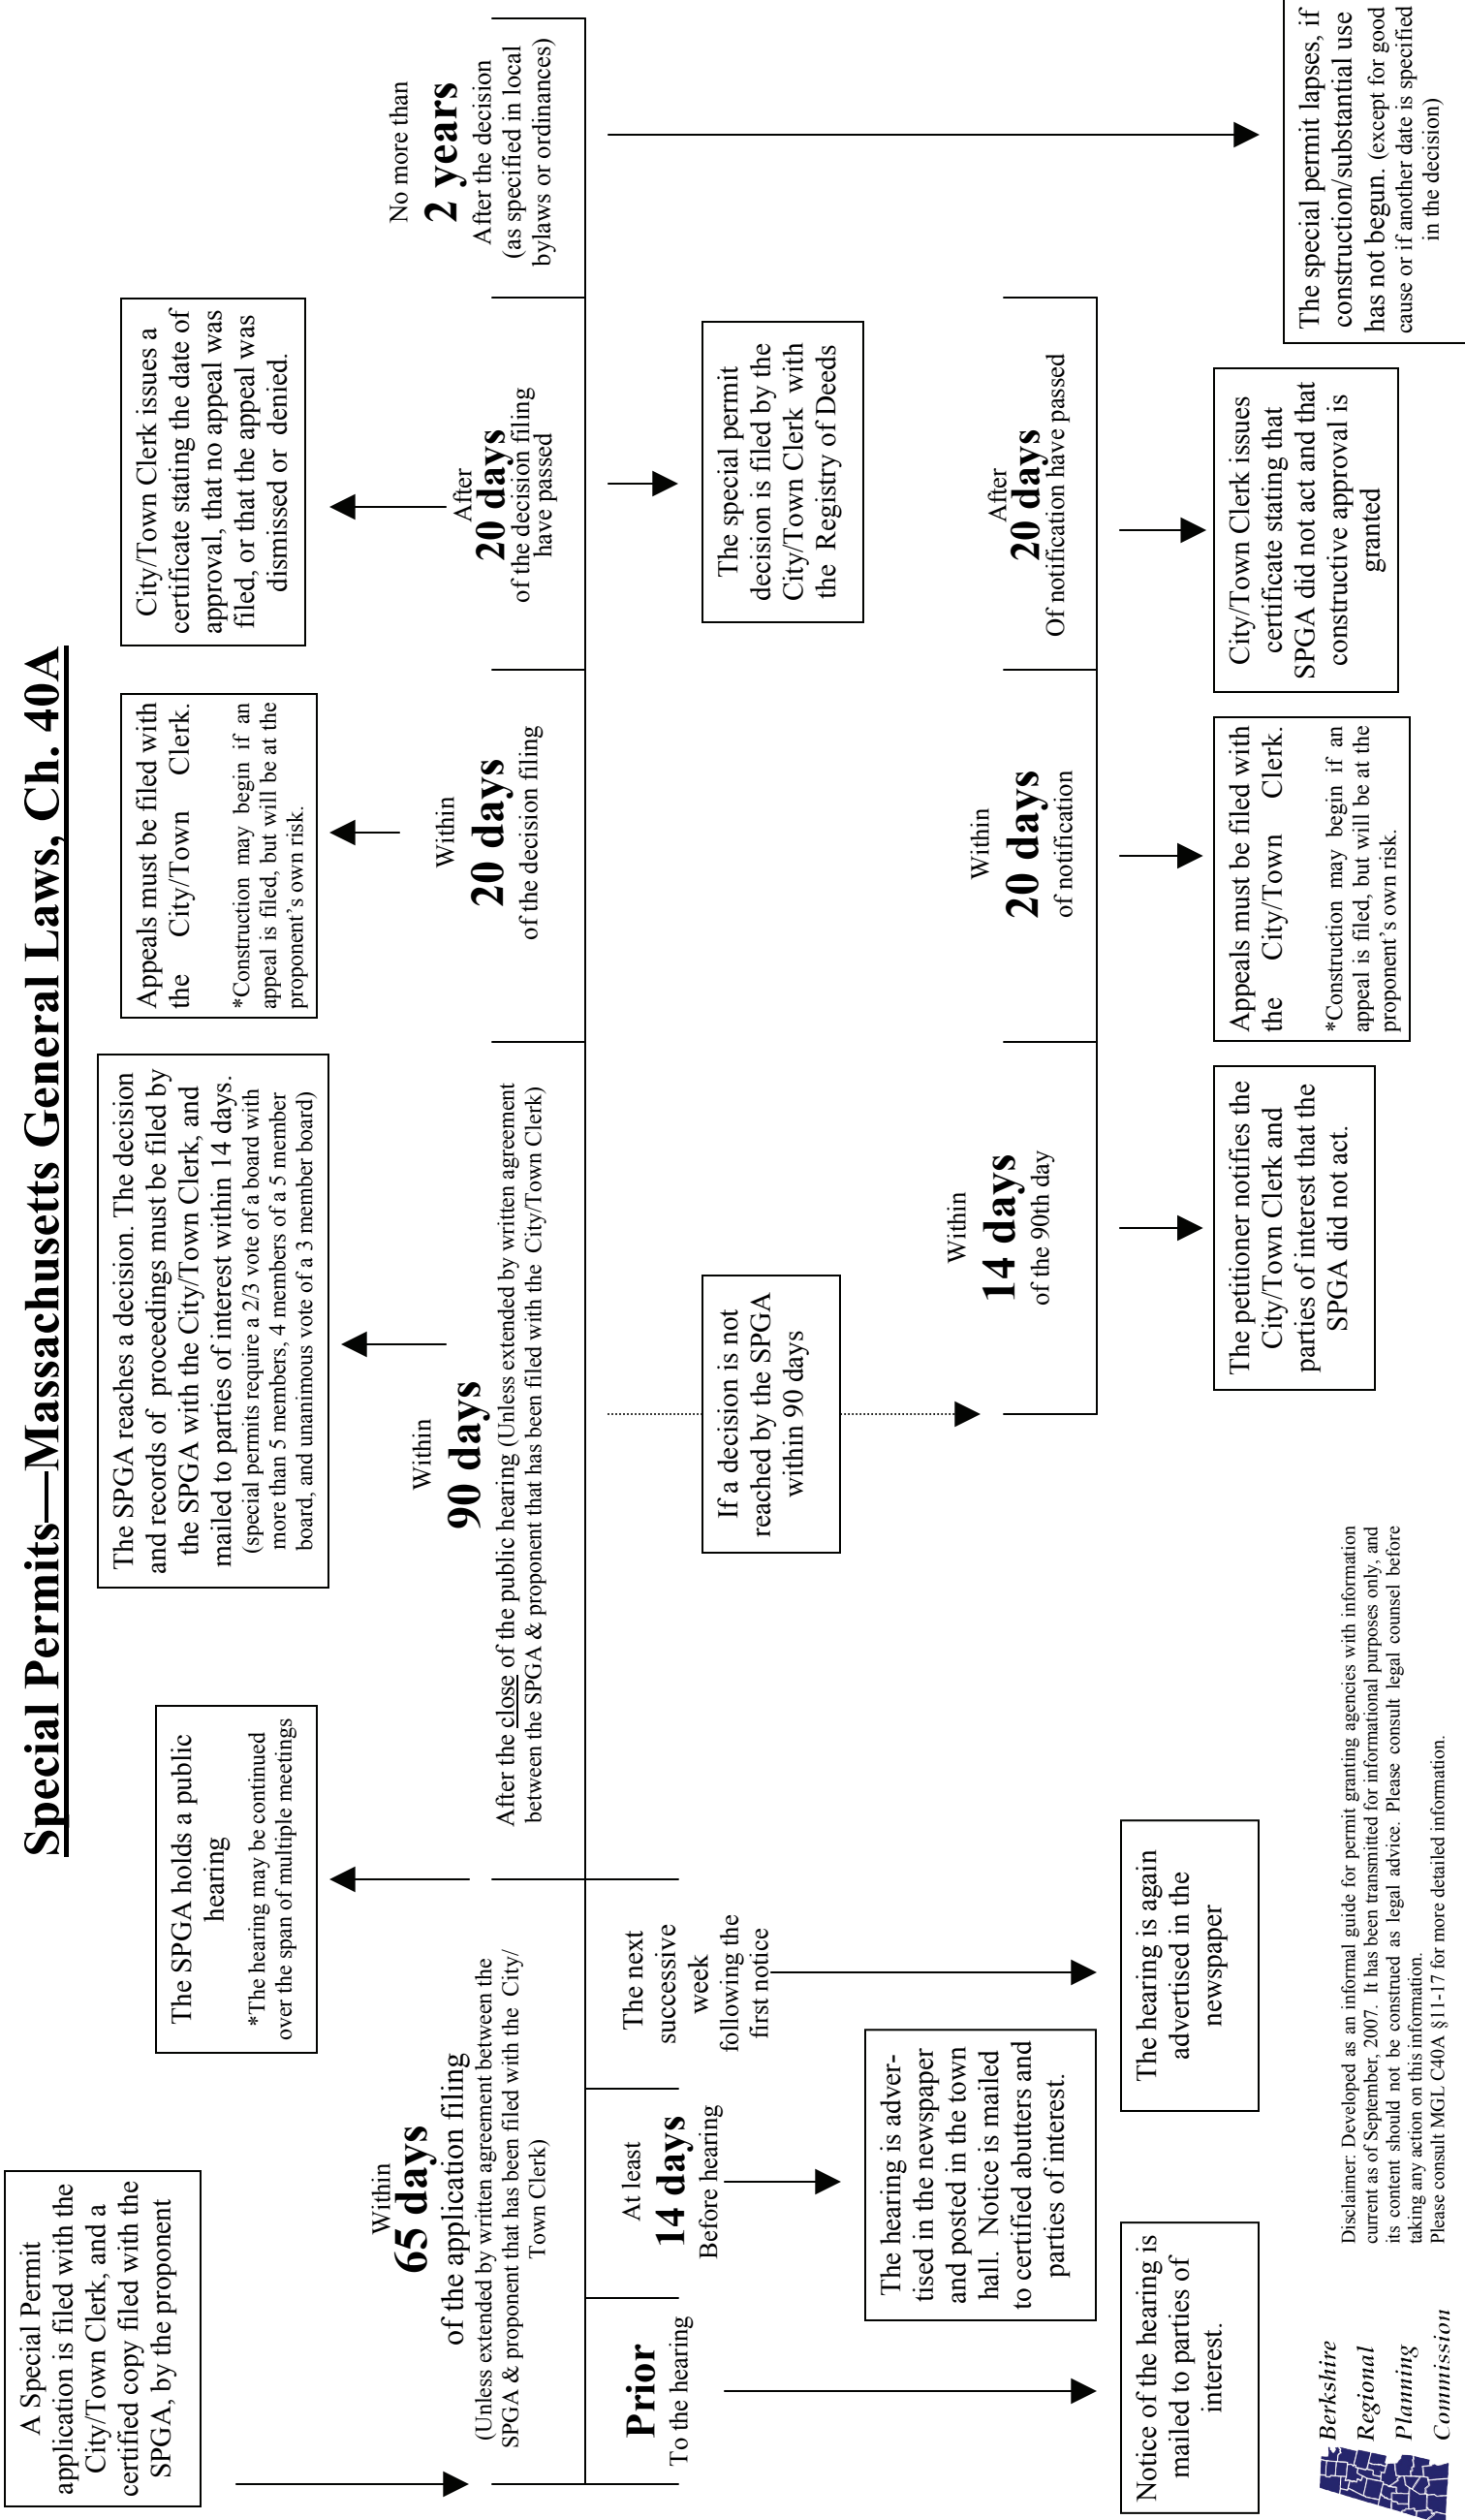 Special Permits—Massachusetts General Laws, Ch. 40A
A Special Permit
application is filed with the
City/Town Clerk, and a
certified copy filed with the
SPGA, by the proponent
The SPGA holds a public
hearing
*The hearing may be continued
over the span of multiple meetings
The SPGA reaches a decision. The decision
and records of proceedings must be filed by
the SPGA with the City/Town Clerk, and
mailed to parties of interest within 14 days.
(special permits require a 2/3 vote of a board with
more than 5 members, 4 members of a 5 member
board, and unanimous vote of a 3 member board)
Appeals must be filed with
the City/Town Clerk.
*Construction may begin if an
appeal is filed, but will be at the
proponent's own risk.
City/Town Clerk issues a
certificate stating the date of
approval, that no appeal was
filed, or that the appeal was
dismissed or denied.
Within
65 days
of the application filing
(Unless extended by written agreement between the
SPGA & proponent that has been filed with the City/
Town Clerk)
Within
90 days
After the close of the public hearing (Unless extended by written agreement
between the SPGA & proponent that has been filed with the City/Town Clerk)
Within
20 days
of the decision filing
After
20 days
of the decision filing
have passed
No more than
2 years
After the decision
(as specified in local
bylaws or ordinances)
Prior
To the hearing
At least
14 days
Before hearing
The next
successive
week
following the
first notice
If a decision is not
reached by the SPGA
within 90 days
The special permit
decision is filed by the
City/Town Clerk with
the Registry of Deeds
The hearing is adver-
tised in the newspaper
and posted in the town
hall. Notice is mailed
to certified abutters and
parties of interest.
Within
14 days
of the 90th day
Within
20 days
of notification
After
20 days
Of notification have passed
Notice of the hearing is
mailed to parties of
interest.
The hearing is again
advertised in the
newspaper
The petitioner notifies the
City/Town Clerk and
parties of interest that the
SPGA did not act.
Appeals must be filed with
the City/Town Clerk.
*Construction may begin if an
appeal is filed, but will be at the
proponent's own risk.
City/Town Clerk issues
certificate stating that
SPGA did not act and that
constructive approval is
granted
The special permit lapses, if
construction/substantial use
has not begun. (except for good
cause or if another date is specified
in the decision)
Berkshire
Regional
Planning
Commission
Disclaimer: Developed as an informal guide for permit granting agencies with information
current as of September, 2007. It has been transmitted for informational purposes only, and
its content should not be construed as legal advice. Please consult legal counsel before
taking any action on this information.
Please consult MGL C40A §11-17 for more detailed information.